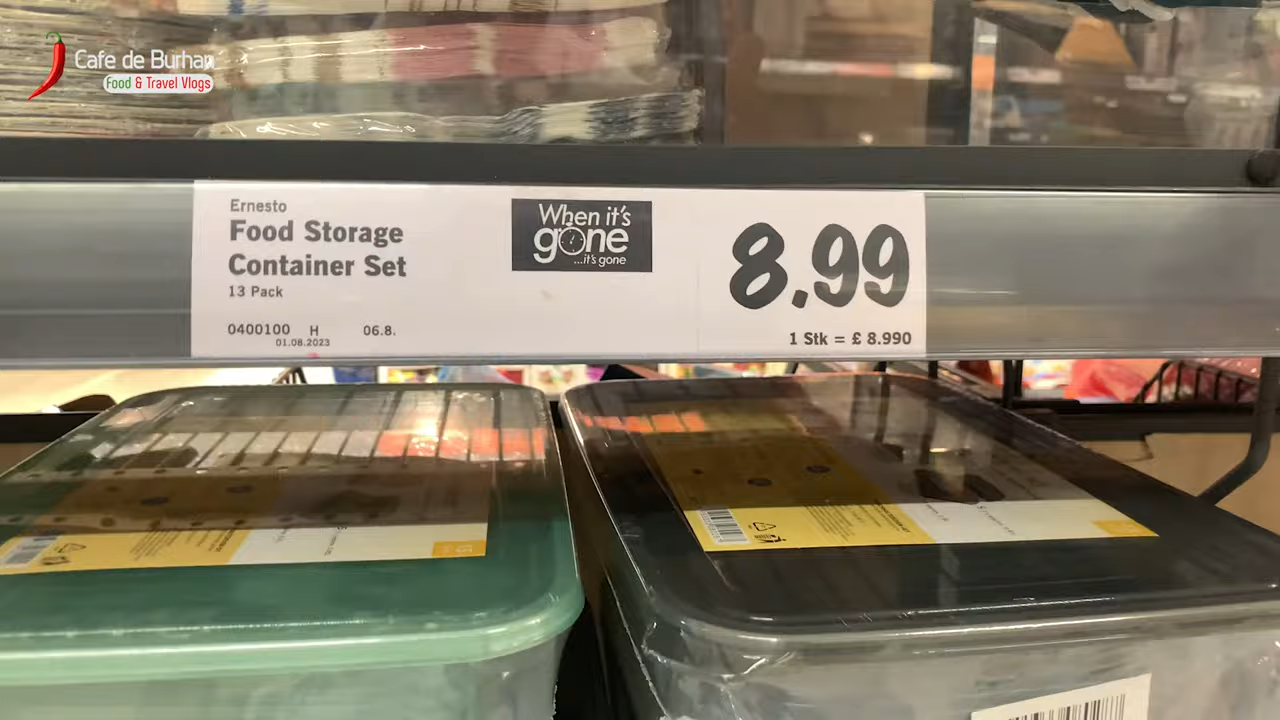 Cafe de Burhan
Food & Travel Vlogs
Ernesto
Food Storage
Container Set
13 Pack
0400100 H 06.8.
01.08.2023
When it's
gone
...it's gone
8.99
1 Stk = £ 8.990